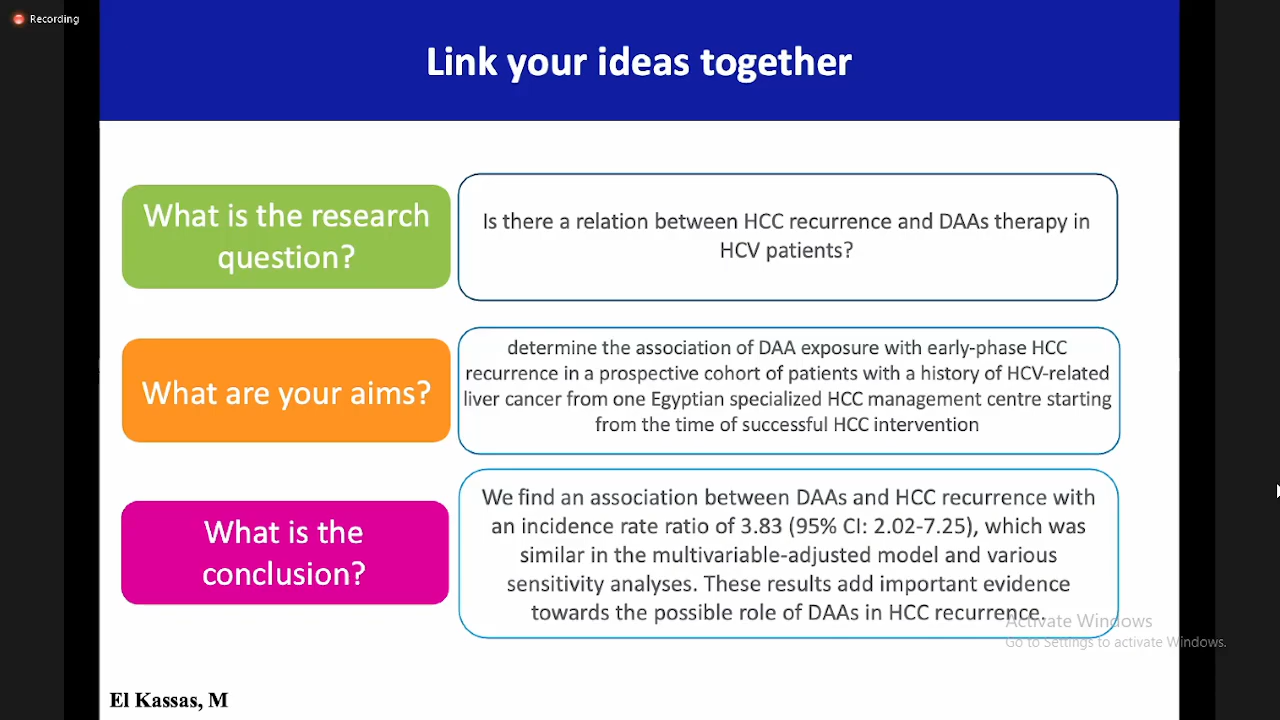 Recording
Link your ideas together
What is the research
question?
Is there a relation between HCC recurrence and DAAs therapy in
HCV patients?
What are your aims?
determine the association of DAA exposure with early-phase HCC
recurrence in a prospective cohort of patients with a history of HCV-related
liver cancer from one Egyptian specialized HCC management centre starting
from the time of successful HCC intervention
What is the
conclusion?
We find an association between DAAs and HCC recurrence with
an incidence rate ratio of 3.83 (95% CI: 2.02-7.25), which was
similar in the multivariable-adjusted model and various
sensitivity analyses. These results add important evidence
towards the possible role of DAAs in HCC recurrence.
Activate Windows
Go to Settings to activate Windows.
El Kassas, M